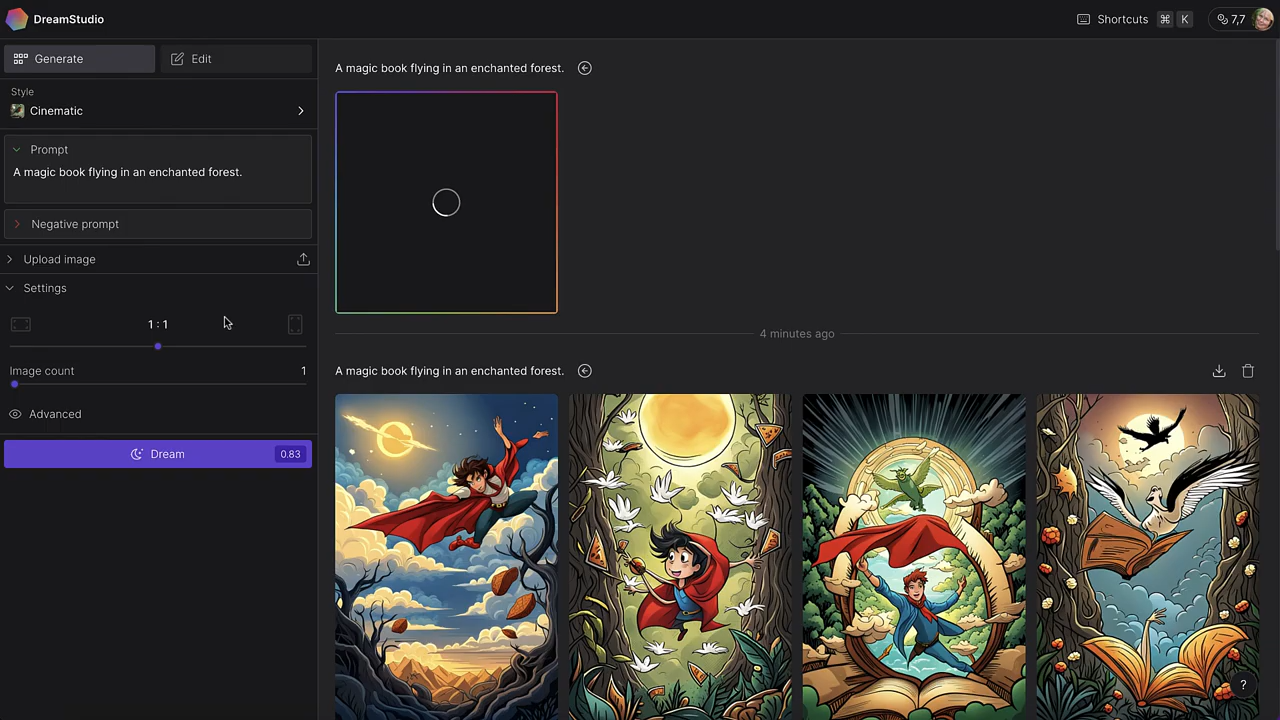 DreamStudio
Shortcuts ⌘ K
7,7
Generate
Edit
Style
Cinematic
Prompt
A magic book flying in an enchanted forest.
Negative prompt
Upload image
Settings
1 : 1
Image count 1
Advanced
Dream 0.83
A magic book flying in an enchanted forest.
4 minutes ago
A magic book flying in an enchanted forest.
?